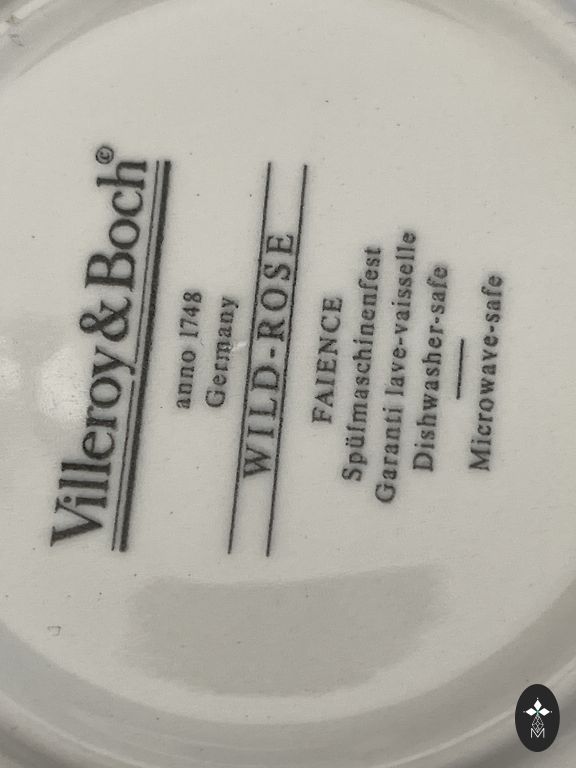 Villeroy & Boch©
anno 1748
Germany
WILD-ROSE
FAIENCE
Spülmaschinenfest
Garanti lave-vaisselle
Dishwasher-safe
Microwave-safe
M